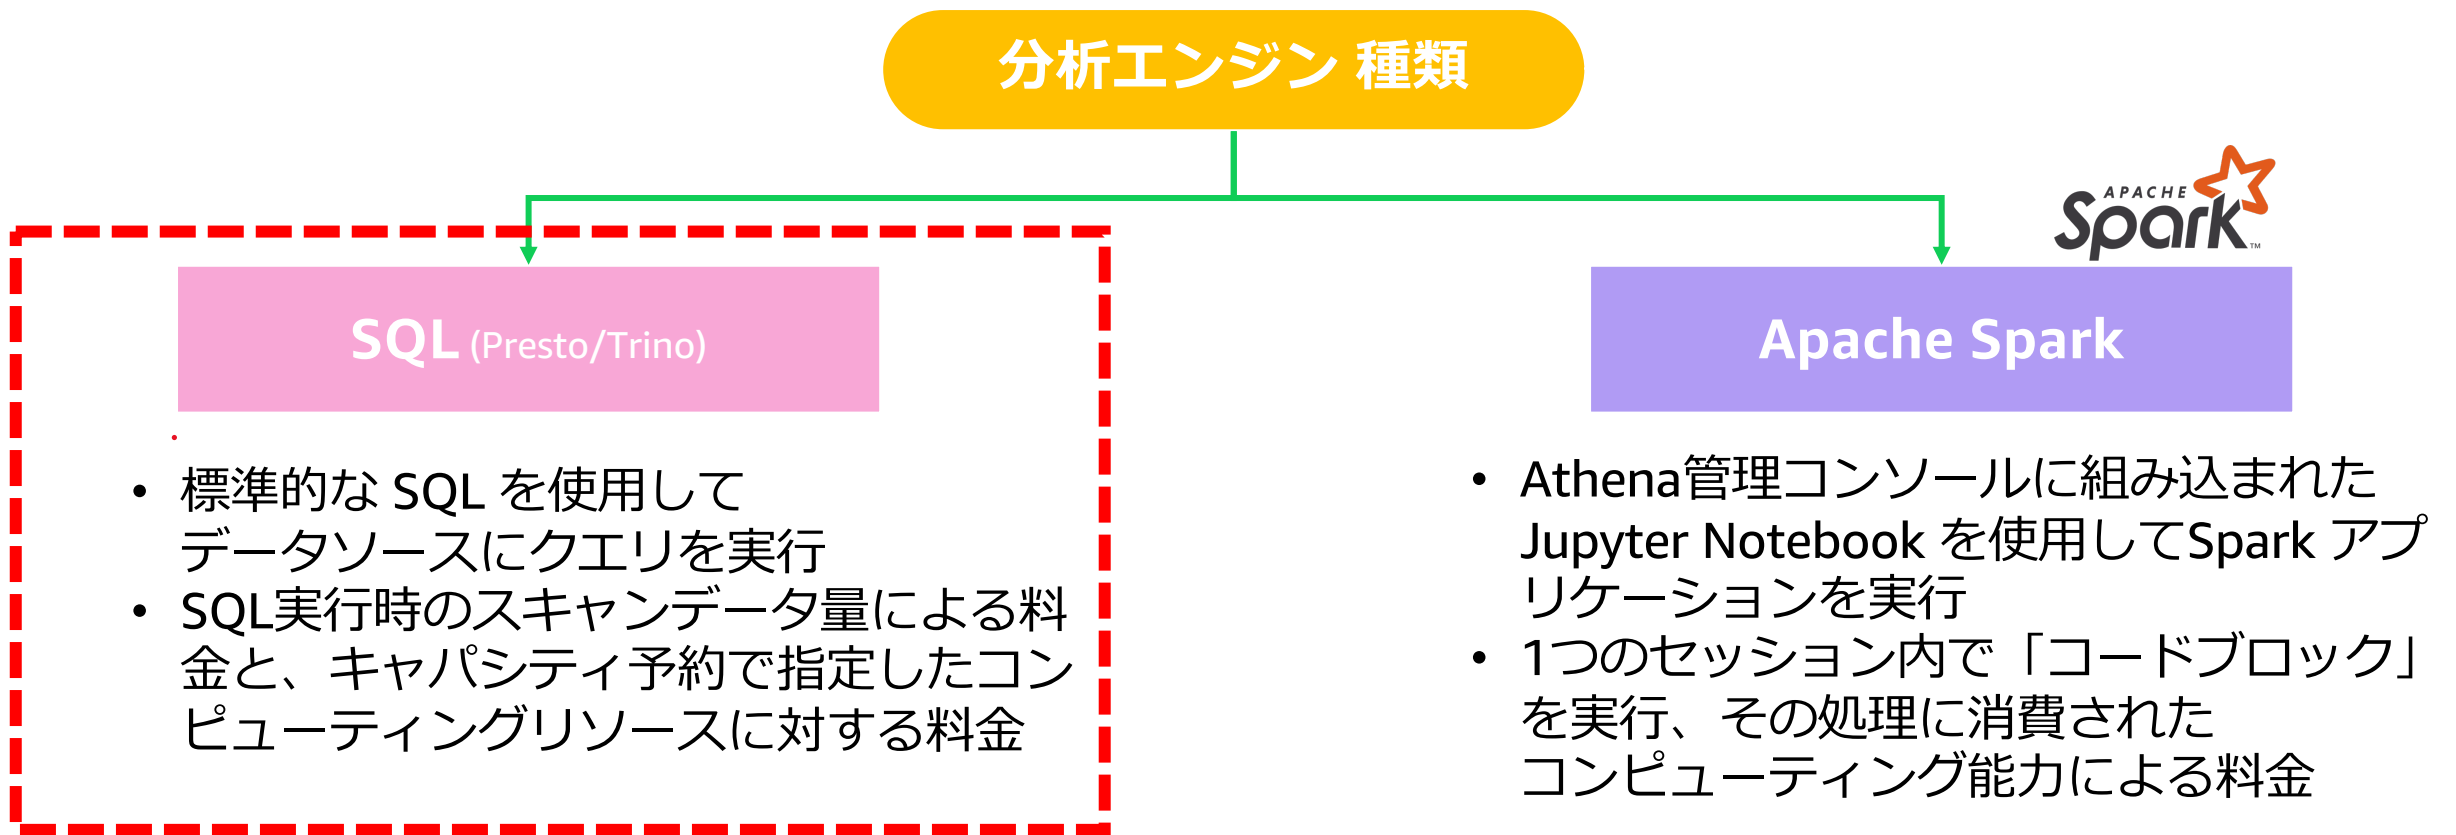 分析エンジン 種類
APACHE
Spark™
SQL (Presto/Trino)
Apache Spark
• 標準的な SQL を使用して
データソースにクエリを実行
• SQL実行時のスキャンデータ量による料
金と、キャパシティ予約で指定したコン
ピューティングリソースに対する料金
• Athena管理コンソールに組み込まれた
Jupyter Notebook を使用してSpark アプ
リケーションを実行
• 1つのセッション内で「コードブロック」
を実行、その処理に消費された
コンピューティング能力による料金